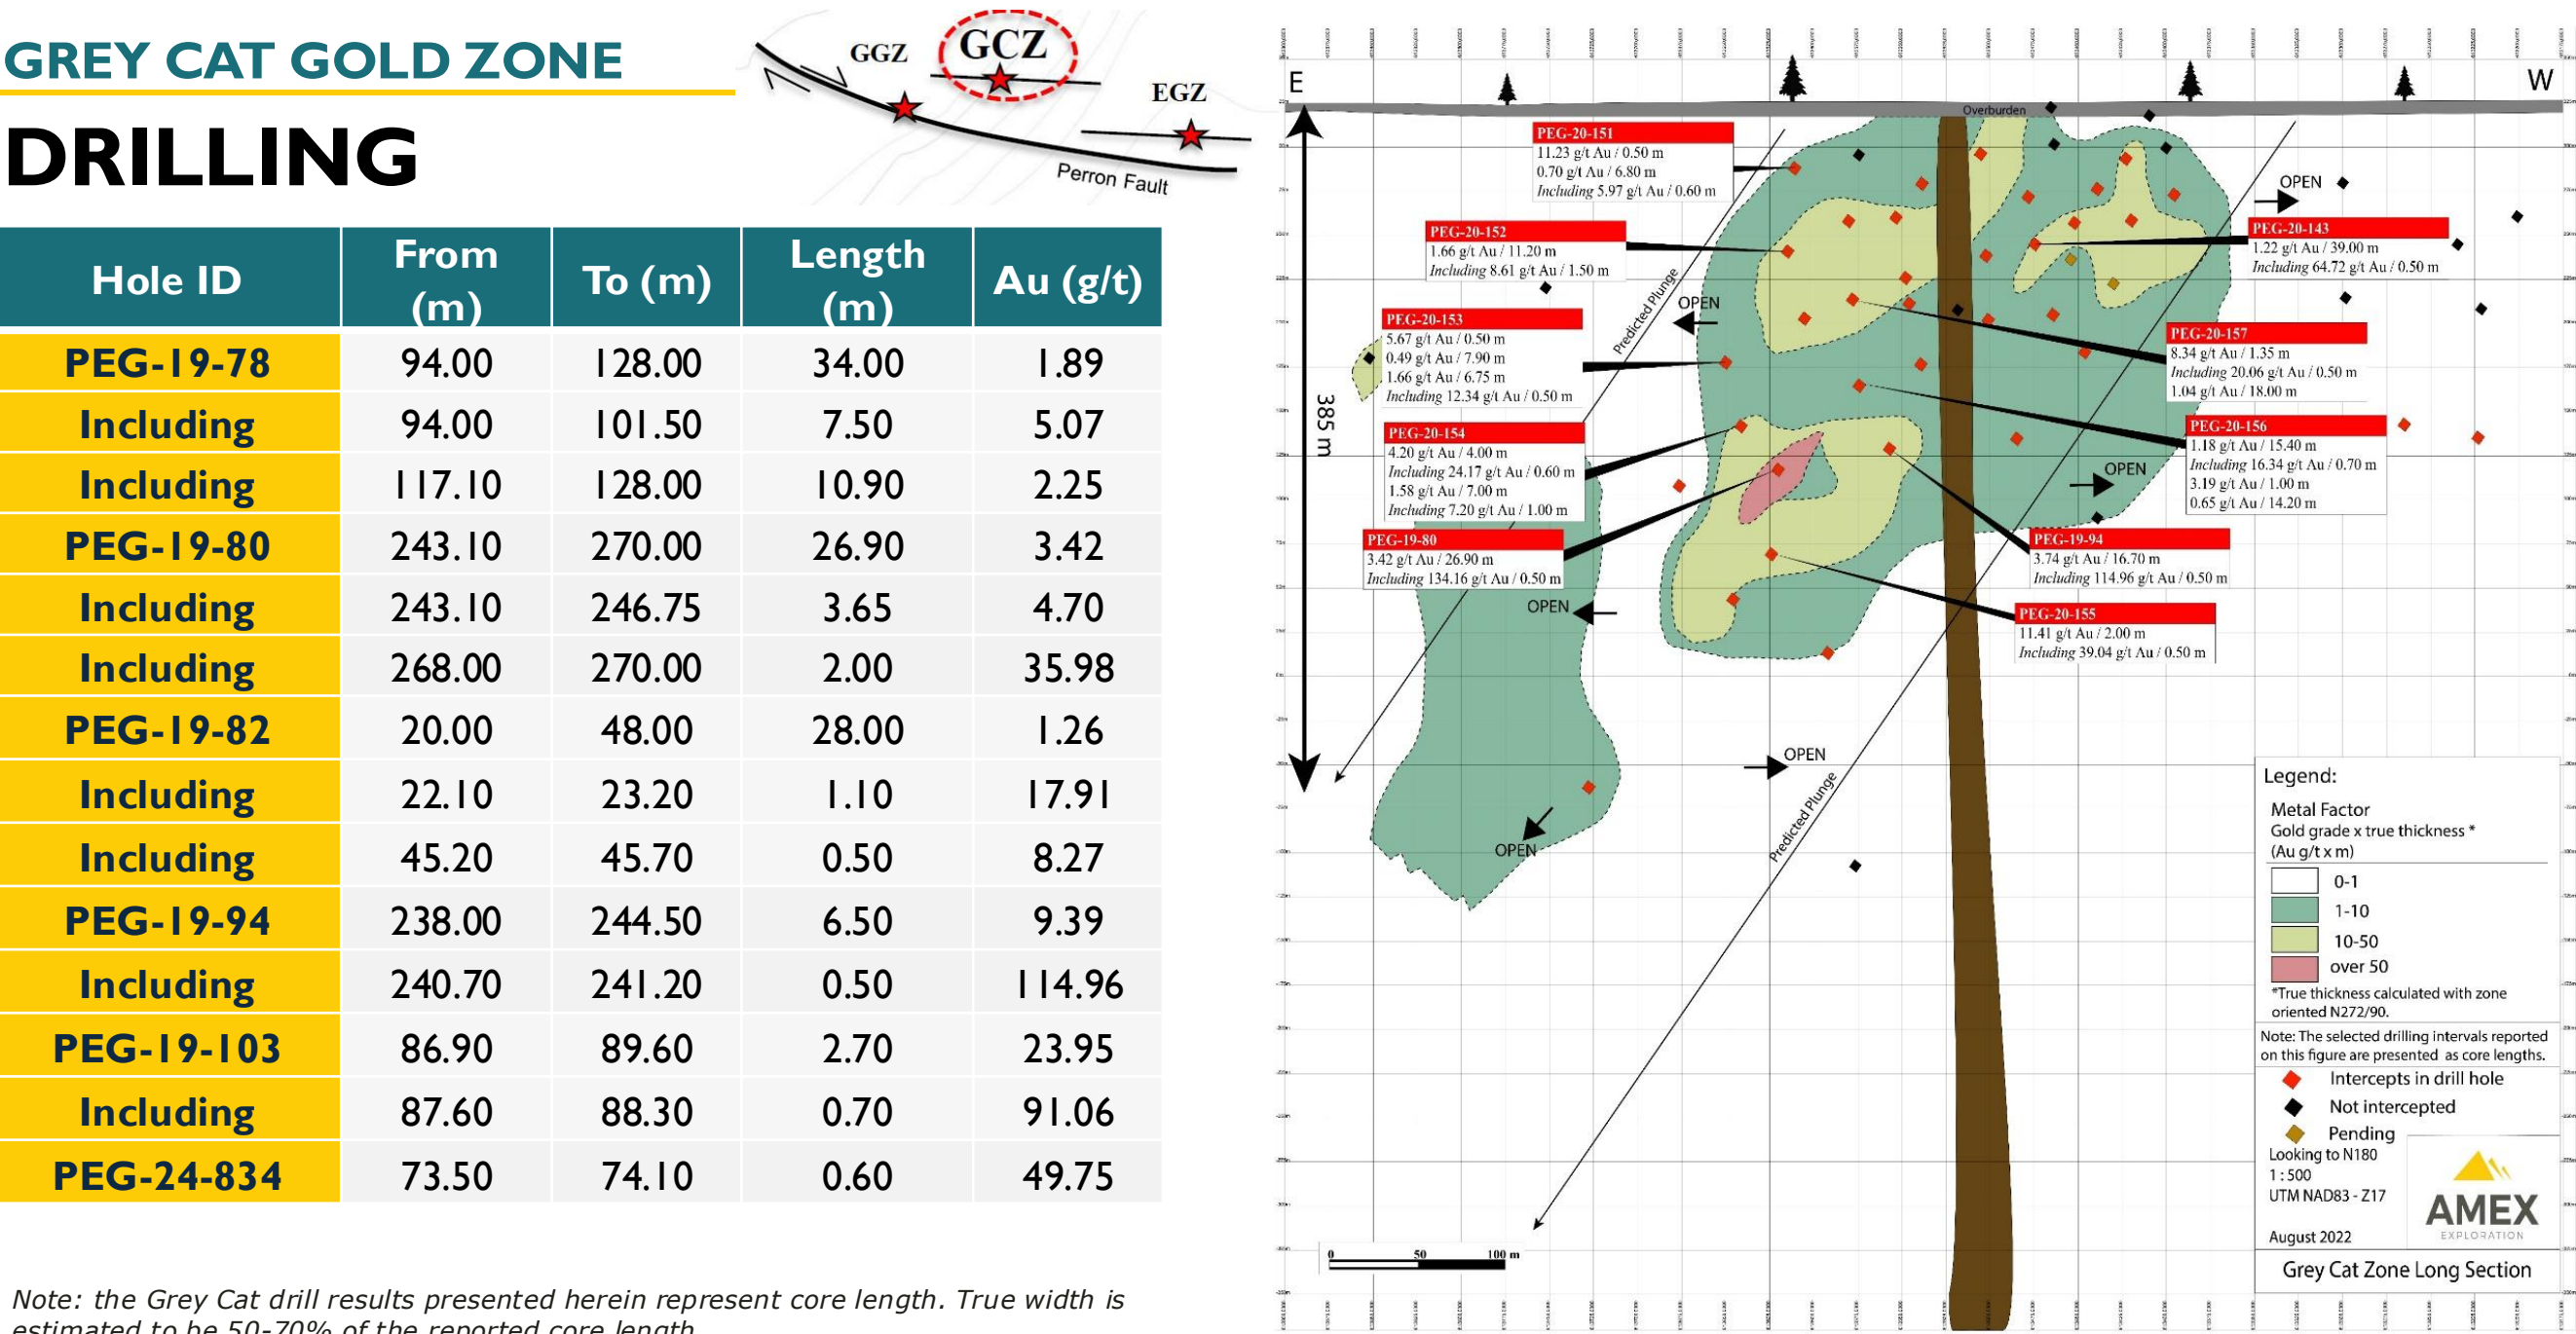 GREY CAT GOLD ZONE
DRILLING
GGZ
GCZ
EGZ
Perron Fault
Hole ID From (m) To (m) Length (m) Au (g/t)
PEG-19-78 94.00 128.00 34.00 1.89
Including 94.00 101.50 7.50 5.07
Including 117.10 128.00 10.90 2.25
PEG-19-80 243.10 270.00 26.90 3.42
Including 243.10 246.75 3.65 4.70
Including 268.00 270.00 2.00 35.98
PEG-19-82 20.00 48.00 28.00 1.26
Including 22.10 23.20 1.10 17.91
Including 45.20 45.70 0.50 8.27
PEG-19-94 238.00 244.50 6.50 9.39
Including 240.70 241.20 0.50 114.96
PEG-19-103 86.90 89.60 2.70 23.95
Including 87.60 88.30 0.70 91.06
PEG-24-834 73.50 74.10 0.60 49.75
Note: the Grey Cat drill results presented herein represent core length. True width is
estimated to be 50-70% of the reported core length
E
W
Overburden
385 m
PEG-20-151
11.23 g/t Au / 0.50 m
0.70 g/t Au / 6.80 m
Including 5.97 g/t Au / 0.60 m
PEG-20-152
1.66 g/t Au / 11.20 m
Including 8.61 g/t Au / 1.50 m
PEG-20-153
5.67 g/t Au / 0.50 m
0.49 g/t Au / 7.90 m
1.66 g/t Au / 6.75 m
Including 12.34 g/t Au / 0.50 m
PEG-20-154
4.20 g/t Au / 4.00 m
Including 24.17 g/t Au / 0.60 m
1.58 g/t Au / 7.00 m
Including 7.20 g/t Au / 1.00 m
PEG-19-80
3.42 g/t Au / 26.90 m
Including 134.16 g/t Au / 0.50 m
PEG-20-143
1.22 g/t Au / 39.00 m
Including 64.72 g/t Au / 0.50 m
PEG-20-157
8.34 g/t Au / 1.35 m
Including 20.06 g/t Au / 0.50 m
1.04 g/t Au / 18.00 m
PEG-20-156
1.18 g/t Au / 15.40 m
Including 16.34 g/t Au / 0.70 m
3.19 g/t Au / 1.00 m
0.65 g/t Au / 14.20 m
PEG-19-94
3.74 g/t Au / 16.70 m
Including 114.96 g/t Au / 0.50 m
PEG-20-155
11.41 g/t Au / 2.00 m
Including 39.04 g/t Au / 0.50 m
Predicted Plunge
Predicted Plunge
OPEN
OPEN
OPEN
OPEN
OPEN
OPEN
0 50 100 m
Legend:
Metal Factor
Gold grade x true thickness *
(Au g/t x m)
0-1
1-10
10-50
over 50
*True thickness calculated with zone
oriented N272/90.
Note: The selected drilling intervals reported
on this figure are presented as core lengths.
Intercepts in drill hole
Not intercepted
Pending
Looking to N180
1 : 500
UTM NAD83 - Z17
August 2022
AMEX
EXPLORATION
Grey Cat Zone Long Section